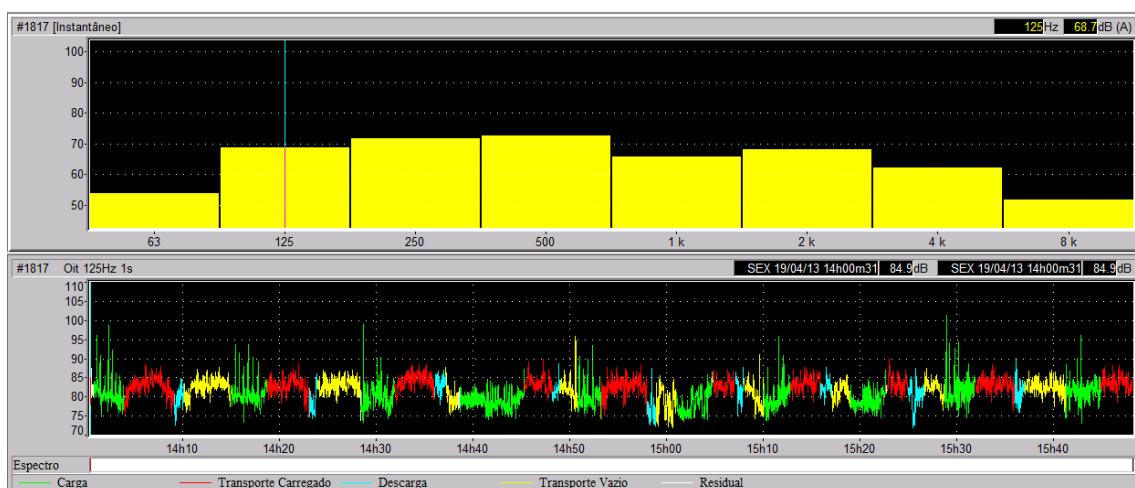 #1817 [Instantâneo] 125Hz 68.7dB (A)
100
90
80
70
60
50
63 125 250 500 1 k 2 k 4 k 8 k
#1817 Oit 125Hz 1s SEX 19/04/13 14h00m31 84.9dB SEX 19/04/13 14h00m31 84.9dB
110
105
100
95
90
85
80
75
70
14h10 14h20 14h30 14h40 14h50 15h00 15h10 15h20 15h30 15h40
Espectro
Carga Transporte Carregado Descarga Transporte Vazio Residual